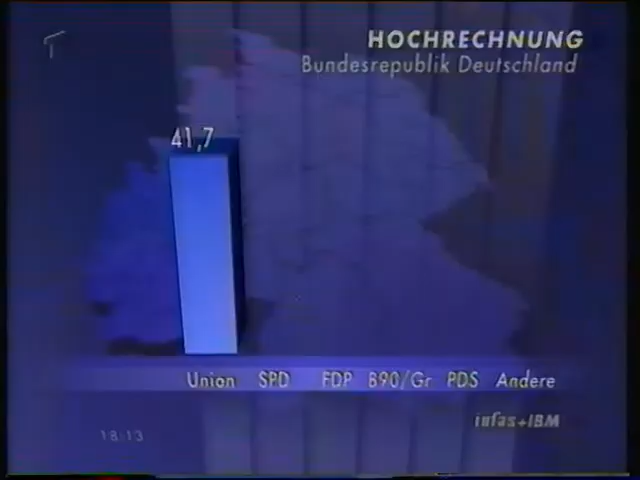 HOCHRECHNUNG
Bundesrepublik Deutschland
41,7
Union SPD FDP B90/Gr PDS Andere
infas+IBM
18:13